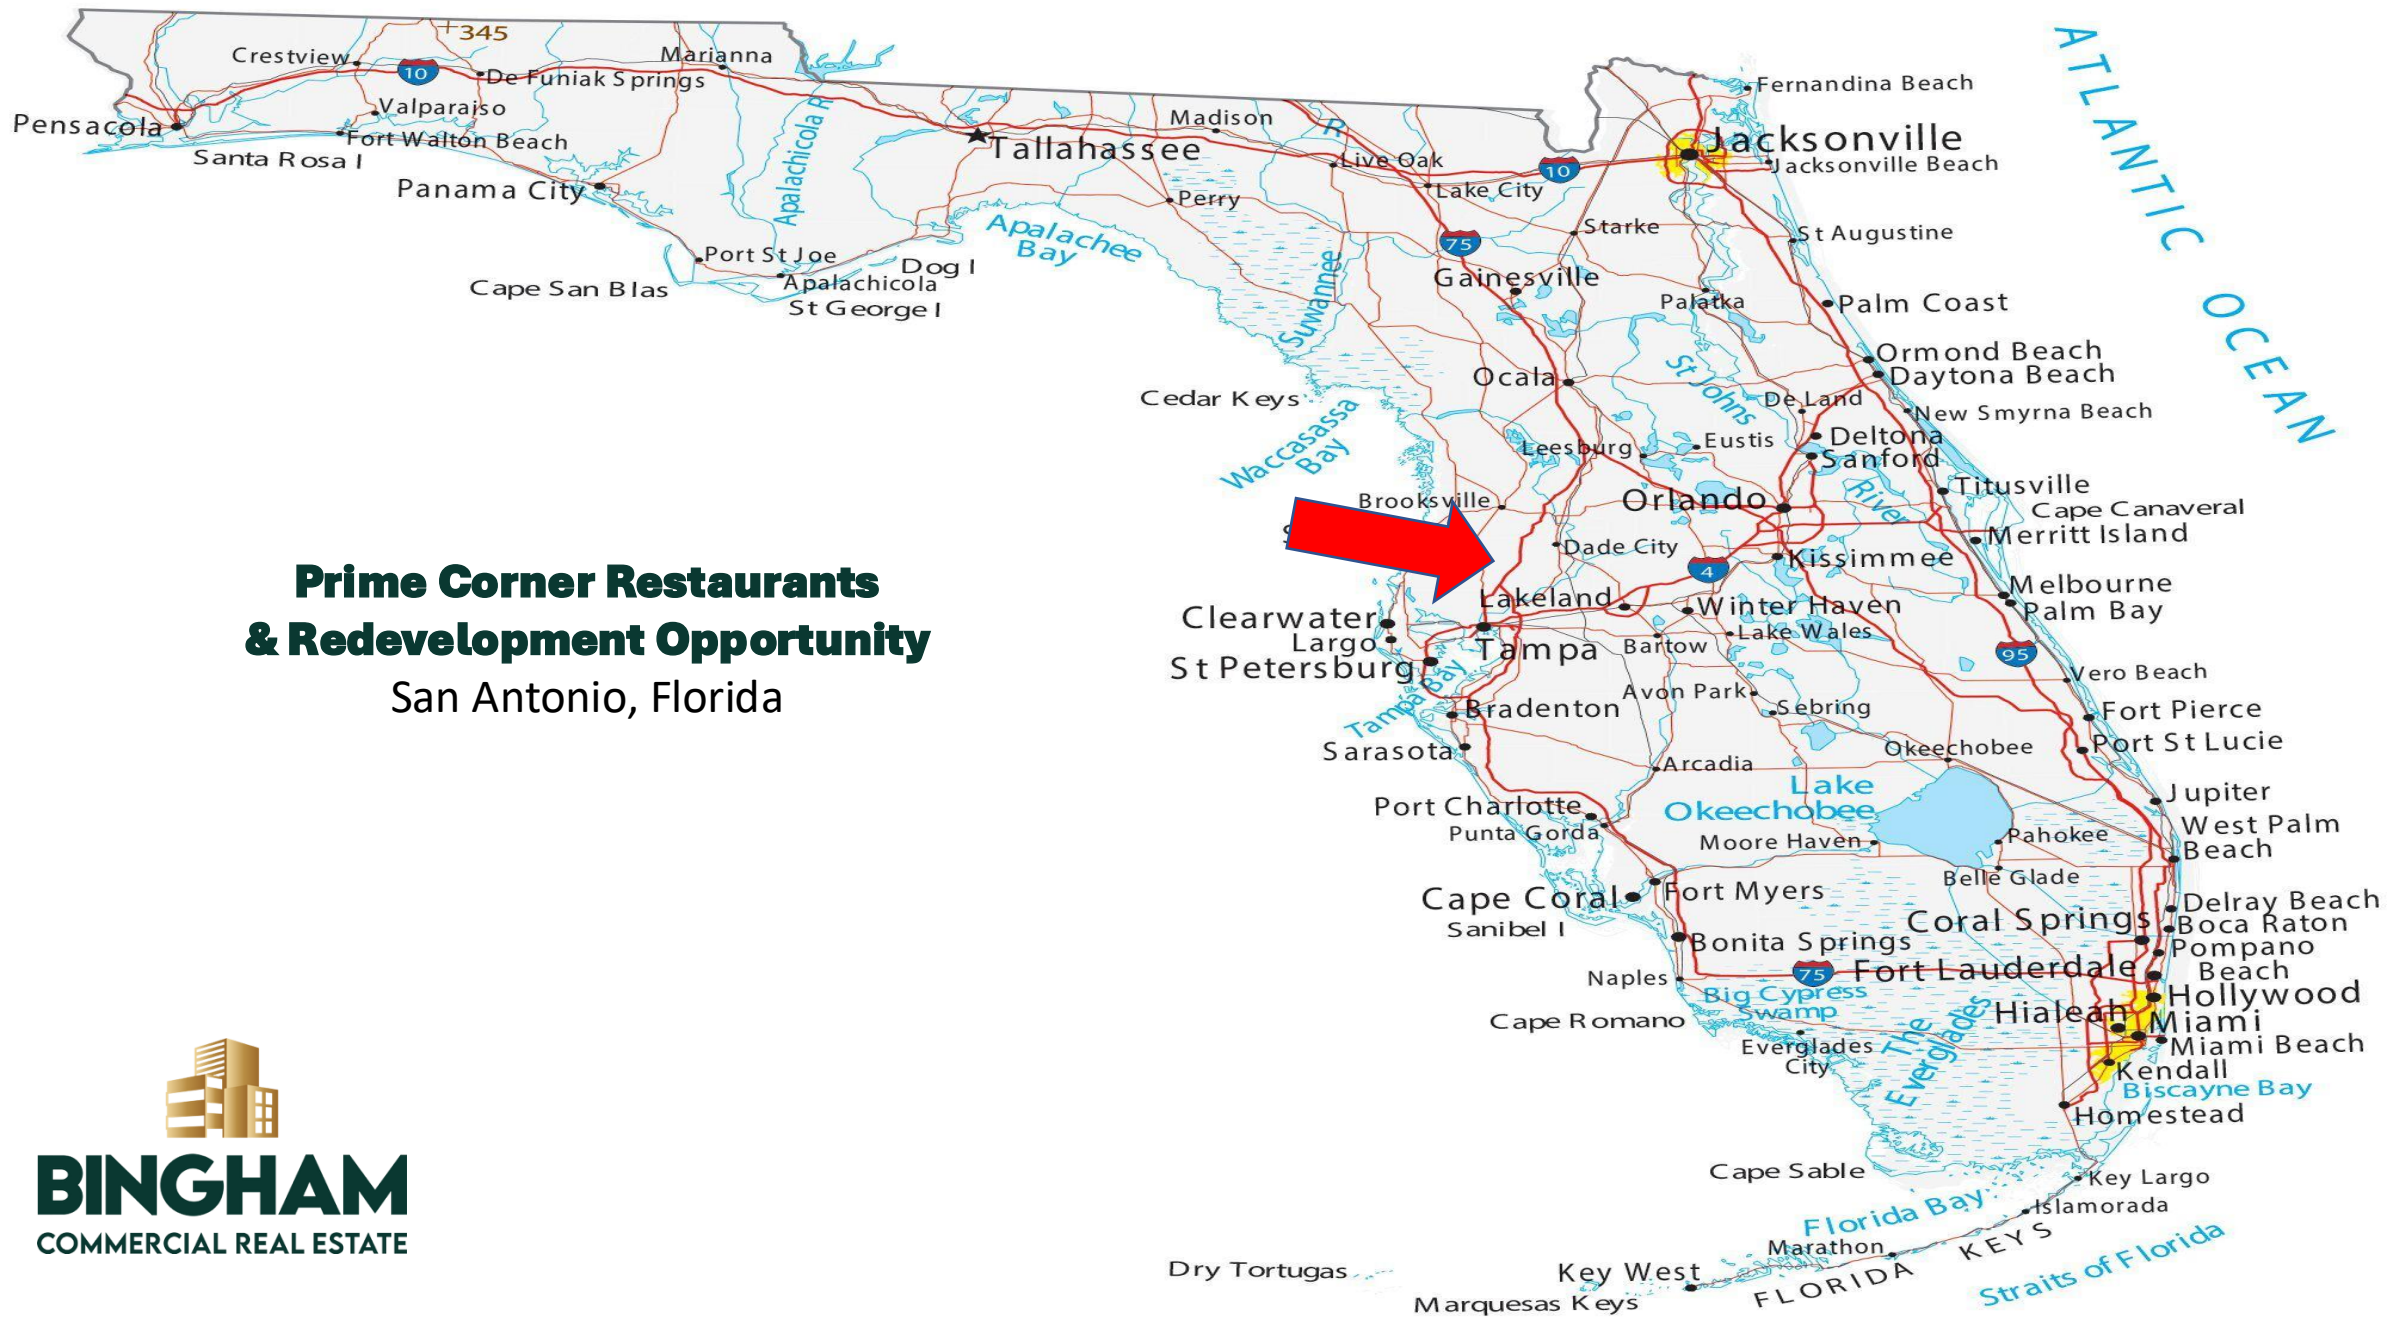 345
Crestview
10
De Funiak Springs
Marianna
Valparaiso
Pensacola
Fort Walton Beach
Santa Rosa I
Panama City
Apalachicola R
Tallahassee
Madison
R
Live Oak
10
Lake City
Perry
Apalachee
Bay
Port St Joe
Dog I
Cape San Blas
Apalachicola
St George I
Fernandina Beach
Jacksonville
Jacksonville Beach
Starke
St Augustine
75
Gainesville
Palatka
Palm Coast
Suwannee
St Johns
River
Ormond Beach
Daytona Beach
Ocala
Cedar Keys
De Land
New Smyrna Beach
Waccasassa
Bay
Leesburg
Eustis
Deltona
Sanford
ATLANTIC OCEAN
Brooksville
Orlando
Titusville
Cape Canaveral
Merritt Island
Dade City
Kissimmee
4
Prime Corner Restaurants
& Redevelopment Opportunity
San Antonio, Florida
Clearwater
Lakeland
Winter Haven
Melbourne
Palm Bay
Largo
Tampa
Bartow
Lake Wales
St Petersburg
95
Vero Beach
Tampa Bay
Avon Park
Bradenton
Sebring
Fort Pierce
Sarasota
Okeechobee
Port St Lucie
Arcadia
Lake
Okeechobee
Port Charlotte
Punta Gorda
Moore Haven
Pahokee
Jupiter
West Palm
Beach
Belle Glade
Cape Coral
Fort Myers
Sanibel I
Coral Springs
Delray Beach
Boca Raton
Bonita Springs
Pompano
Beach
Naples
75
Fort Lauderdale
Big Cypress
Swamp
Hollywood
Hialeah
Cape Romano
Miami
Everglades
City
The
Everglades
Miami Beach
Kendall
Biscayne Bay
Homestead
Cape Sable
Key Largo
Florida Bay
Islamorada
Marathon
FLORIDA KEYS
Straits of Florida
Dry Tortugas
Key West
Marquesas Keys
BINGHAM
COMMERCIAL REAL ESTATE